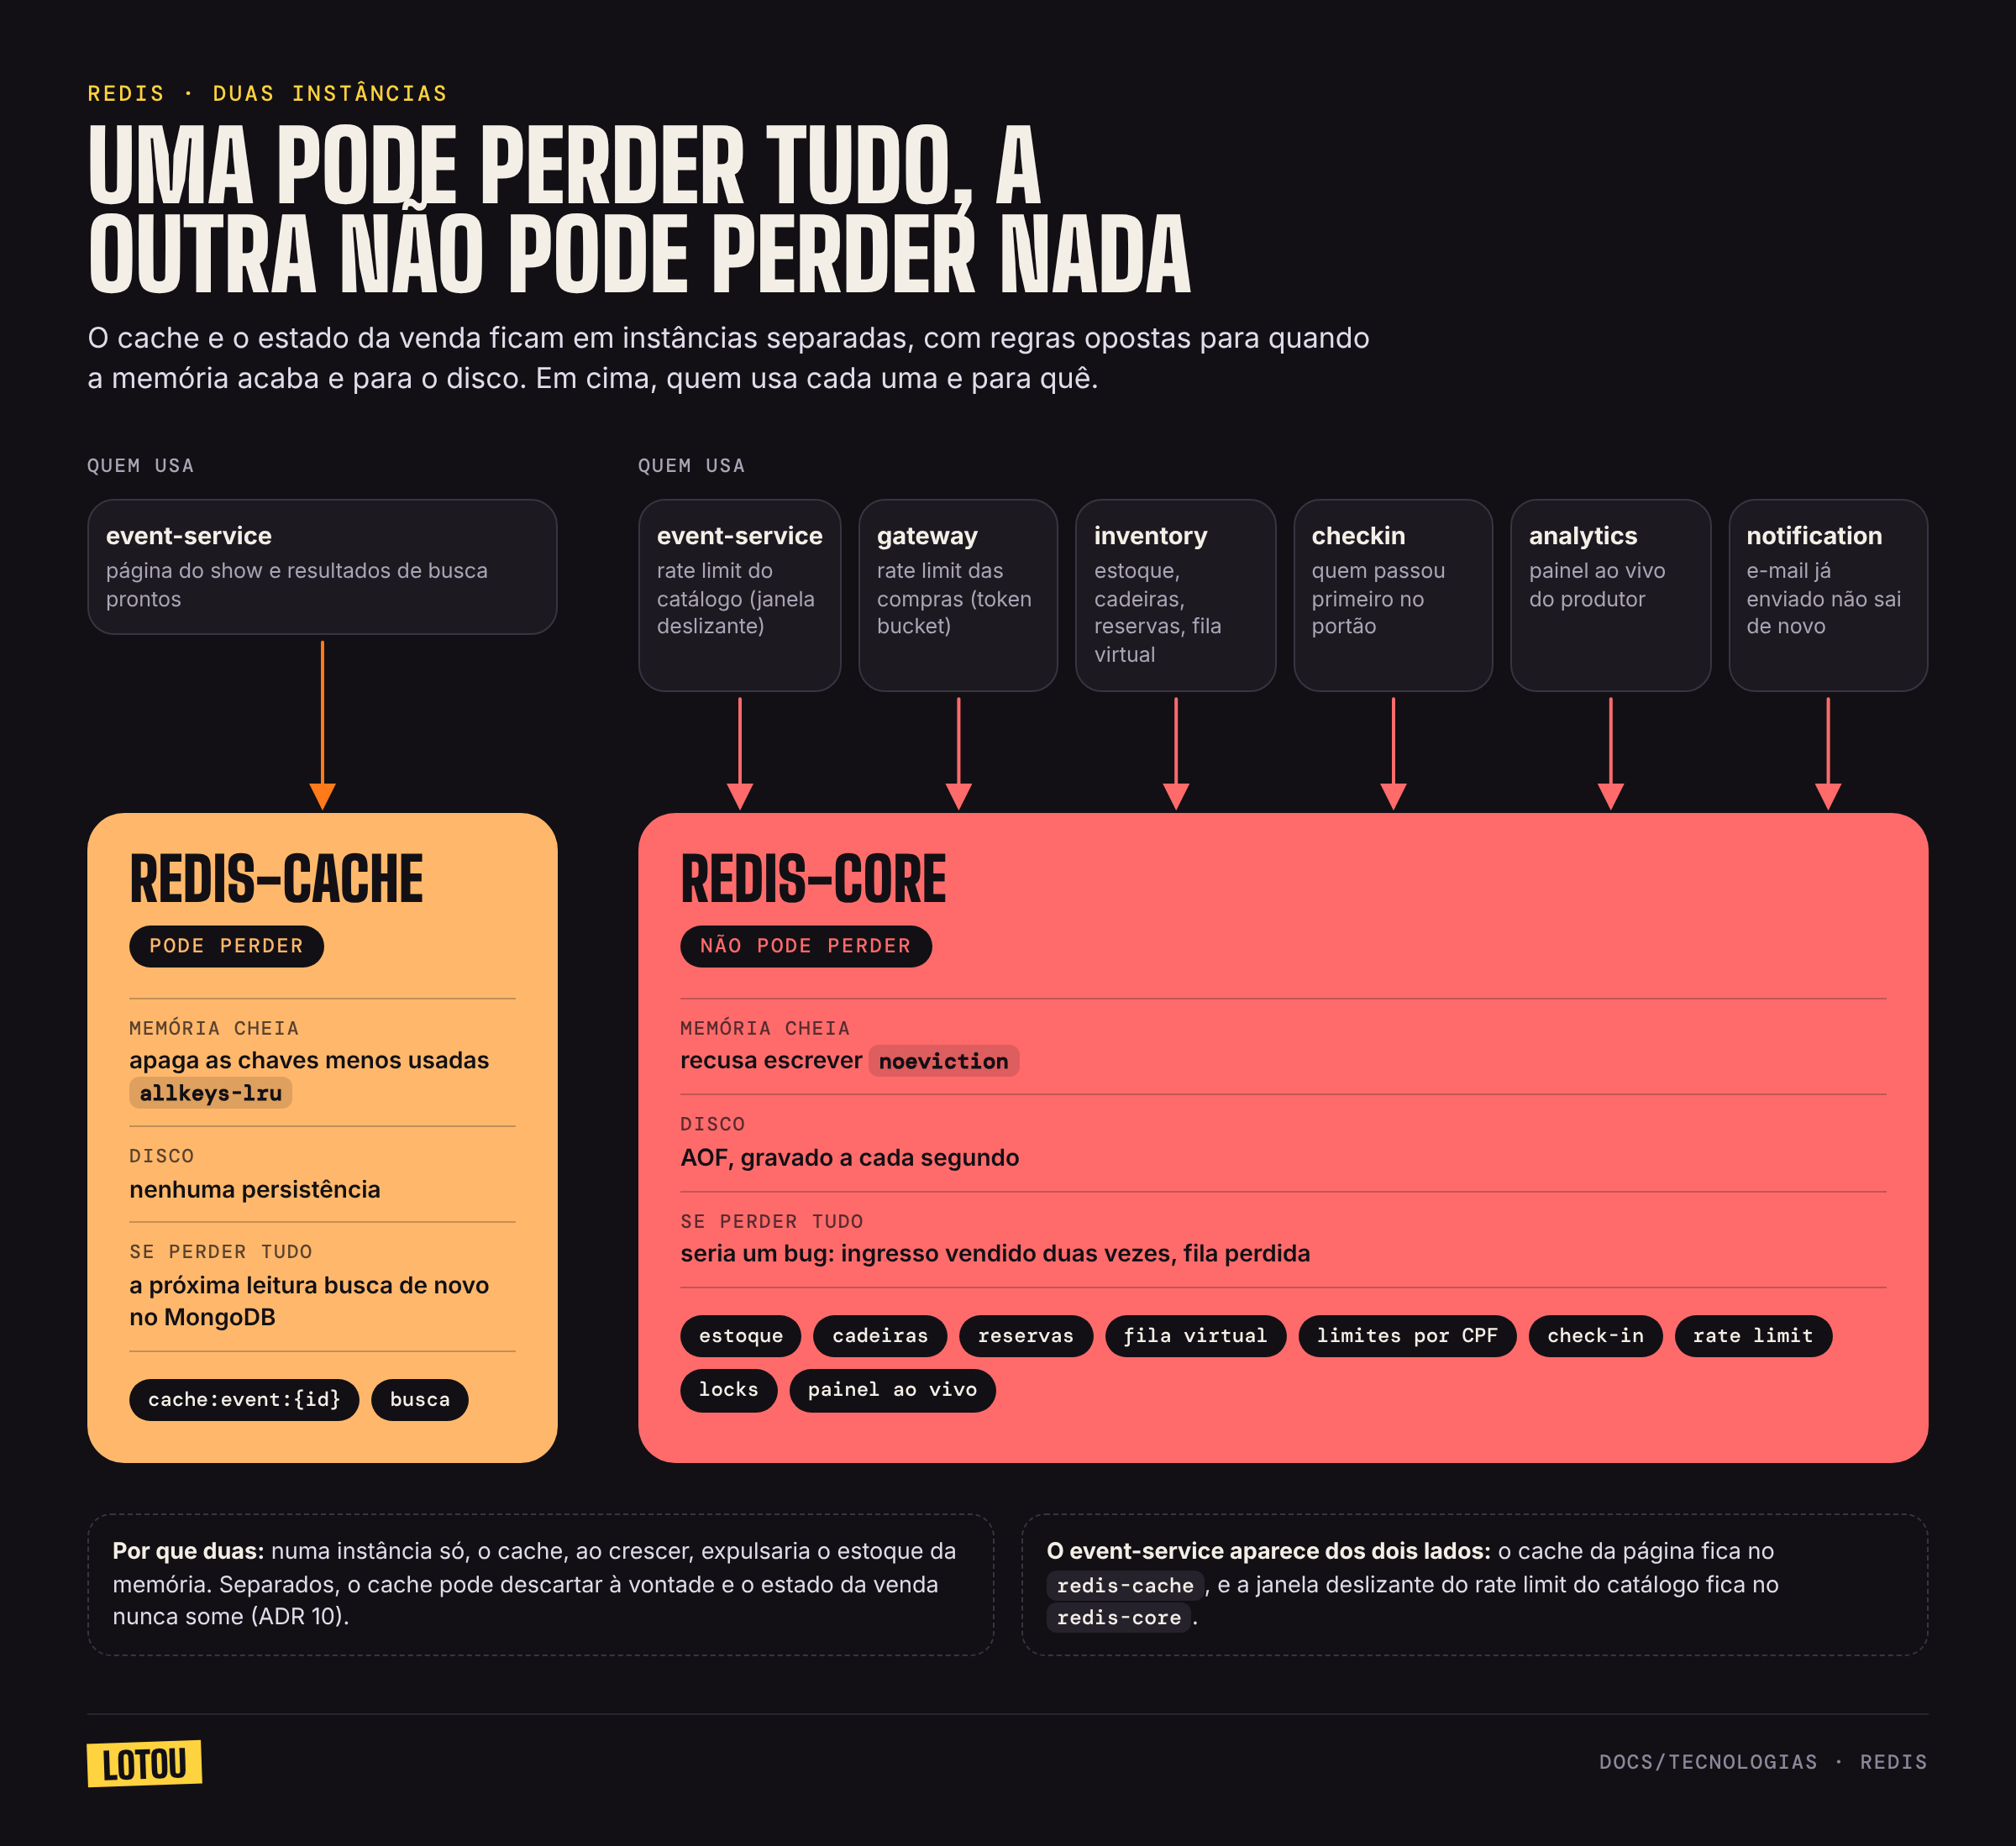 REDIS · DUAS INSTÂNCIAS
UMA PODE PERDER TUDO, A
OUTRA NÃO PODE PERDER NADA
O cache e o estado da venda ficam em instâncias separadas, com regras opostas para quando
a memória acaba e para o disco. Em cima, quem usa cada uma e para quê.
QUEM USA
event-service
página do show e resultados de busca
prontos
QUEM USA
event-service
rate limit do
catálogo (janela
deslizante)
gateway
rate limit das
compras (token
bucket)
inventory
estoque,
cadeiras,
reservas, fila
virtual
checkin
quem passou
primeiro no
portão
analytics
painel ao vivo
do produtor
notification
e-mail já
enviado não sai
de novo
REDIS-CACHE
PODE PERDER
MEMÓRIA CHEIA
apaga as chaves menos usadas
allkeys-lru
DISCO
nenhuma persistência
SE PERDER TUDO
a próxima leitura busca de novo
no MongoDB
cache:event:{id} busca
REDIS-CORE
NÃO PODE PERDER
MEMÓRIA CHEIA
recusa escrever noeviction
DISCO
AOF, gravado a cada segundo
SE PERDER TUDO
seria um bug: ingresso vendido duas vezes, fila perdida
estoque cadeiras reservas fila virtual limites por CPF check-in rate limit
locks painel ao vivo
Por que duas: numa instância só, o cache, ao crescer, expulsaria o estoque da
memória. Separados, o cache pode descartar à vontade e o estado da venda
nunca some (ADR 10).
O event-service aparece dos dois lados: o cache da página fica no
redis-cache, e a janela deslizante do rate limit do catálogo fica no
redis-core.
LOTOU
DOCS/TECNOLOGIAS · REDIS